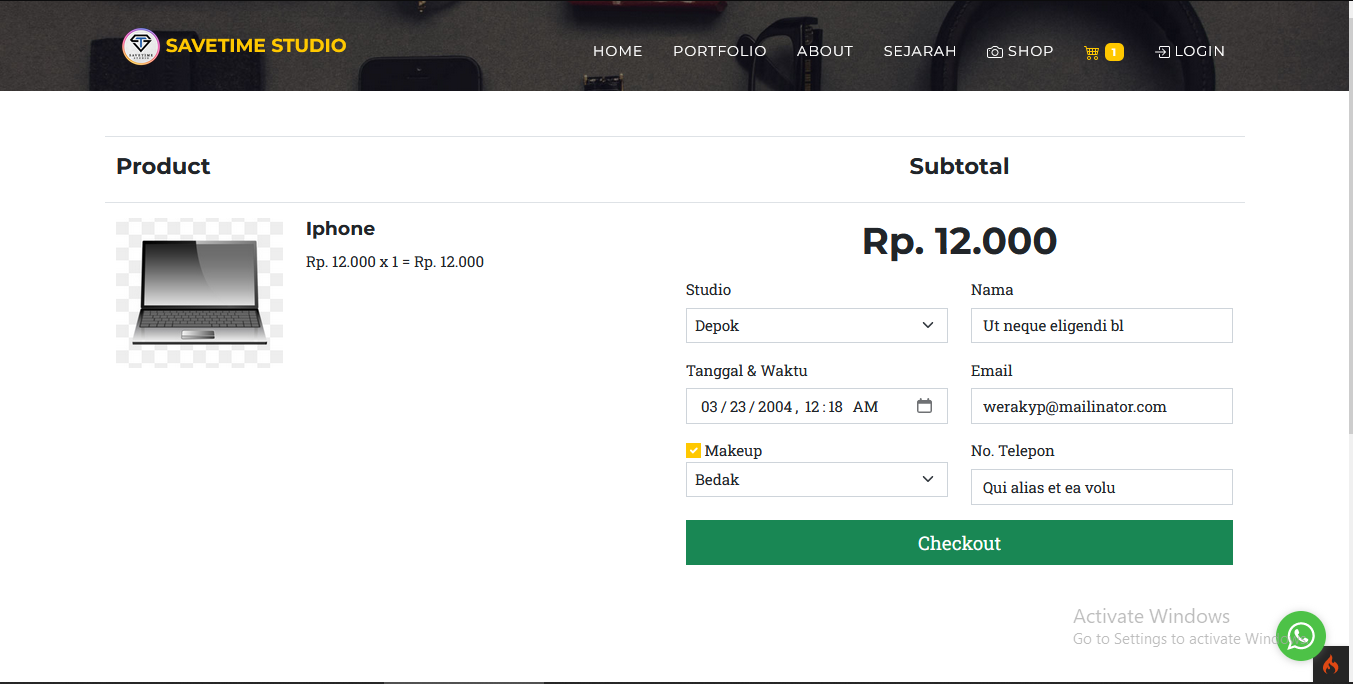 SAVETIME STUDIO
HOME PORTFOLIO ABOUT SEJARAH SHOP 1 LOGIN
Product Subtotal
Iphone
Rp. 12.000 x 1 = Rp. 12.000
Rp. 12.000
Studio Nama
Depok Ut neque eligendi bl
Tanggal & Waktu Email
03/23/2004, 12:18 AM werakyp@mailinator.com
Makeup No. Telepon
Bedak Qui alias et ea volu
Checkout
Activate Windows
Go to Settings to activate Windows